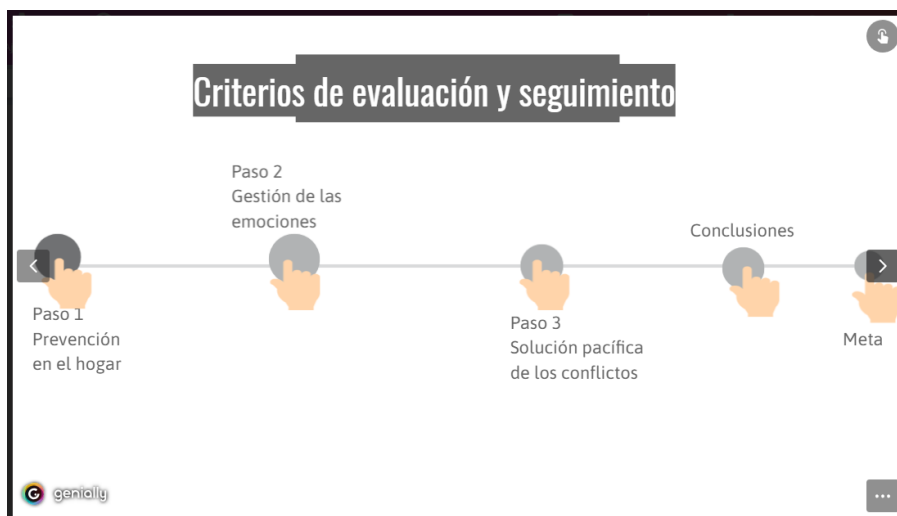 Criterios de evaluación y seguimiento
Paso 1
Prevención
en el hogar
Paso 2
Gestión de las
emociones
Paso 3
Solución pacífica
de los conflictos
Conclusiones
Meta
genially